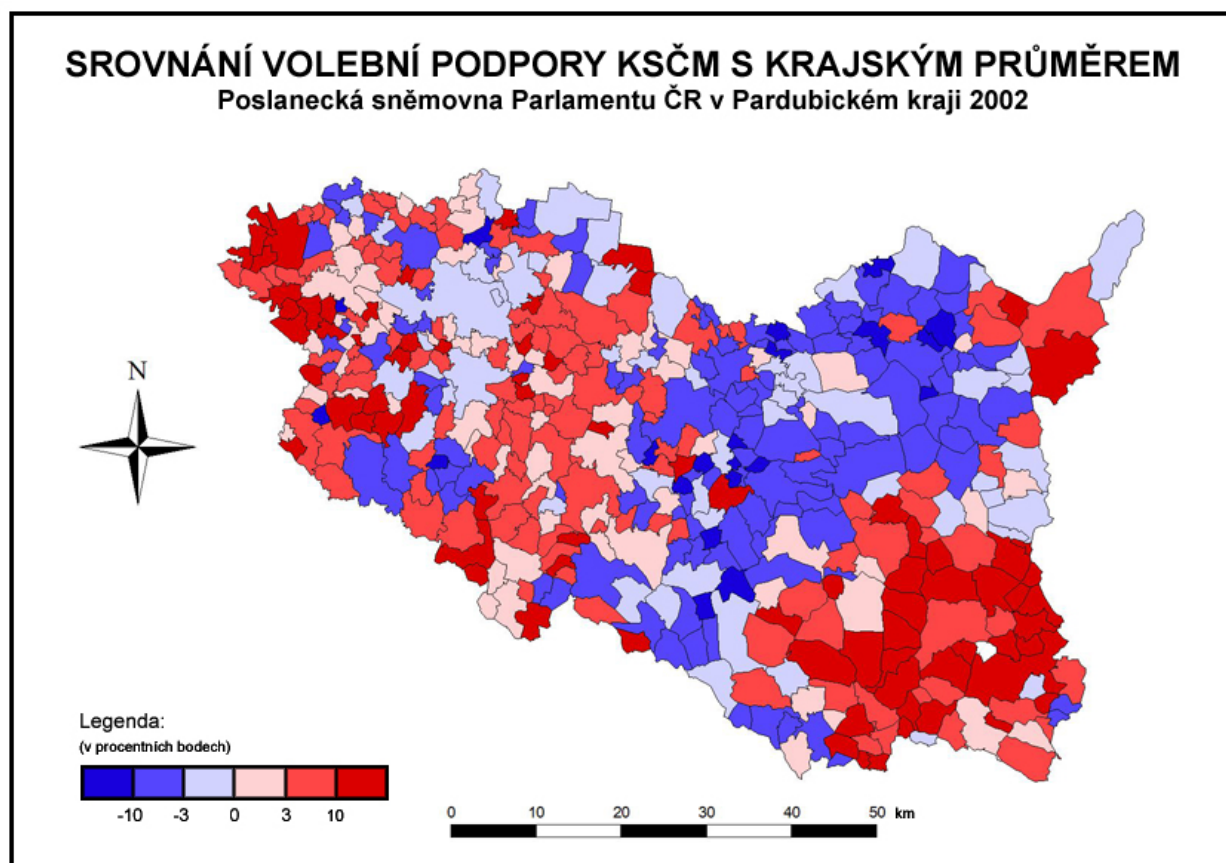 SROVNÁNÍ VOLEBNÍ PODPORY KSČM S KRAJSKÝM PRŮMĚREM
Poslanecká sněmovna Parlamentu ČR v Pardubickém kraji 2002
N
Legenda:
(v procentních bodech)
-10 -3 0 3 10
0 10 20 30 40 50 km